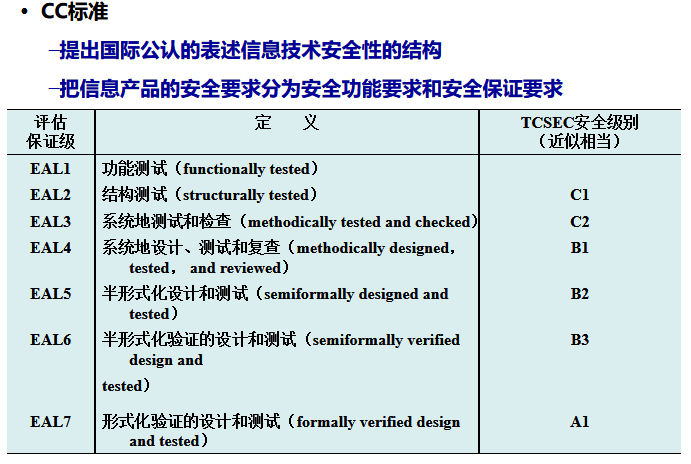 • CC标准
–提出国际公认的表述信息技术安全性的结构
–把信息产品的安全要求分为安全功能要求和安全保证要求
评估
保证级
定 义
TCSEC安全级别
（近似相当）
EAL1 功能测试（functionally tested）
EAL2 结构测试（structurally tested） C1
EAL3 系统地测试和检查（methodically tested and checked） C2
EAL4 系统地设计、测试和复查（methodically designed， B1
tested， and reviewed）
EAL5 半形式化设计和测试（semiformally designed and B2
tested）
EAL6 半形式化验证的设计和测试（semiformally verified B3
design and
tested）
EAL7 形式化验证的设计和测试（formally verified design A1
and tested）